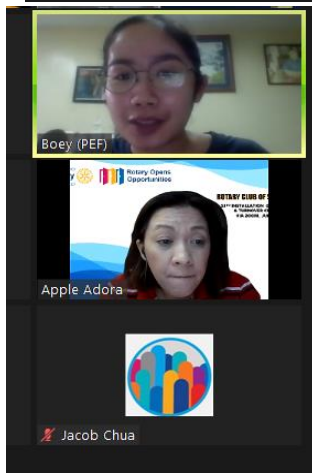 Boey (PEF)
Rotary Opens
Opportunities
ROTARY CLUB OF S
Apple Adora
Jacob Chua